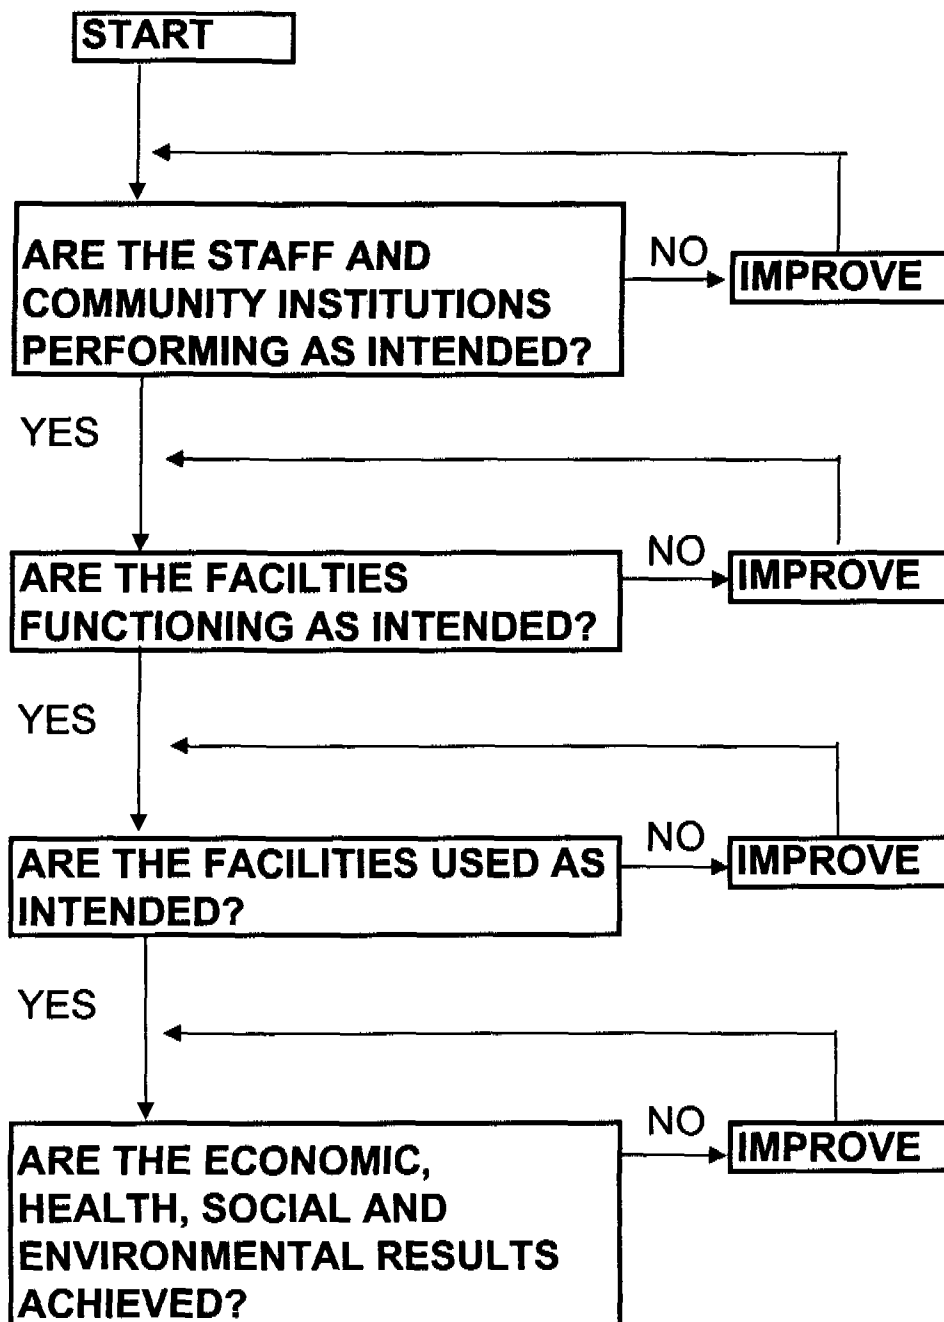 START
ARE THE STAFF AND
COMMUNITY INSTITUTIONS
PERFORMING AS INTENDED?
NO
IMPROVE
YES
ARE THE FACILTIES
FUNCTIONING AS INTENDED?
NO
IMPROVE
YES
ARE THE FACILITIES USED AS
INTENDED?
NO
IMPROVE
YES
ARE THE ECONOMIC,
HEALTH, SOCIAL AND
ENVIRONMENTAL RESULTS
ACHIEVED?
NO
IMPROVE